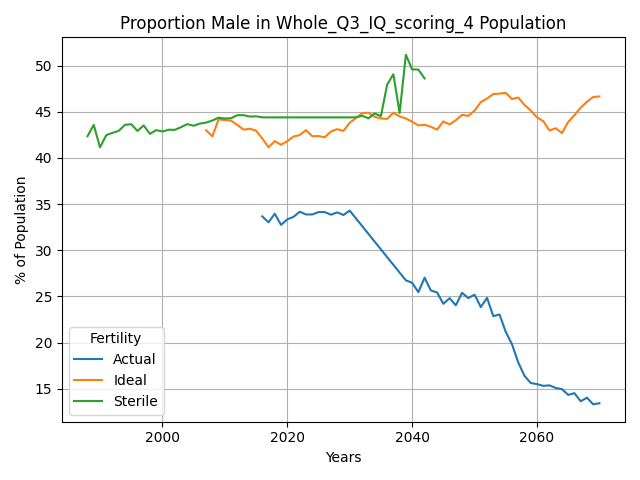 Proportion Male in Whole_Q3_IQ_scoring_4 Population
% of Population
50
45
40
35
30
25
20
15
Fertility
Actual
Ideal
Sterile
2000
2020
2040
2060
Years